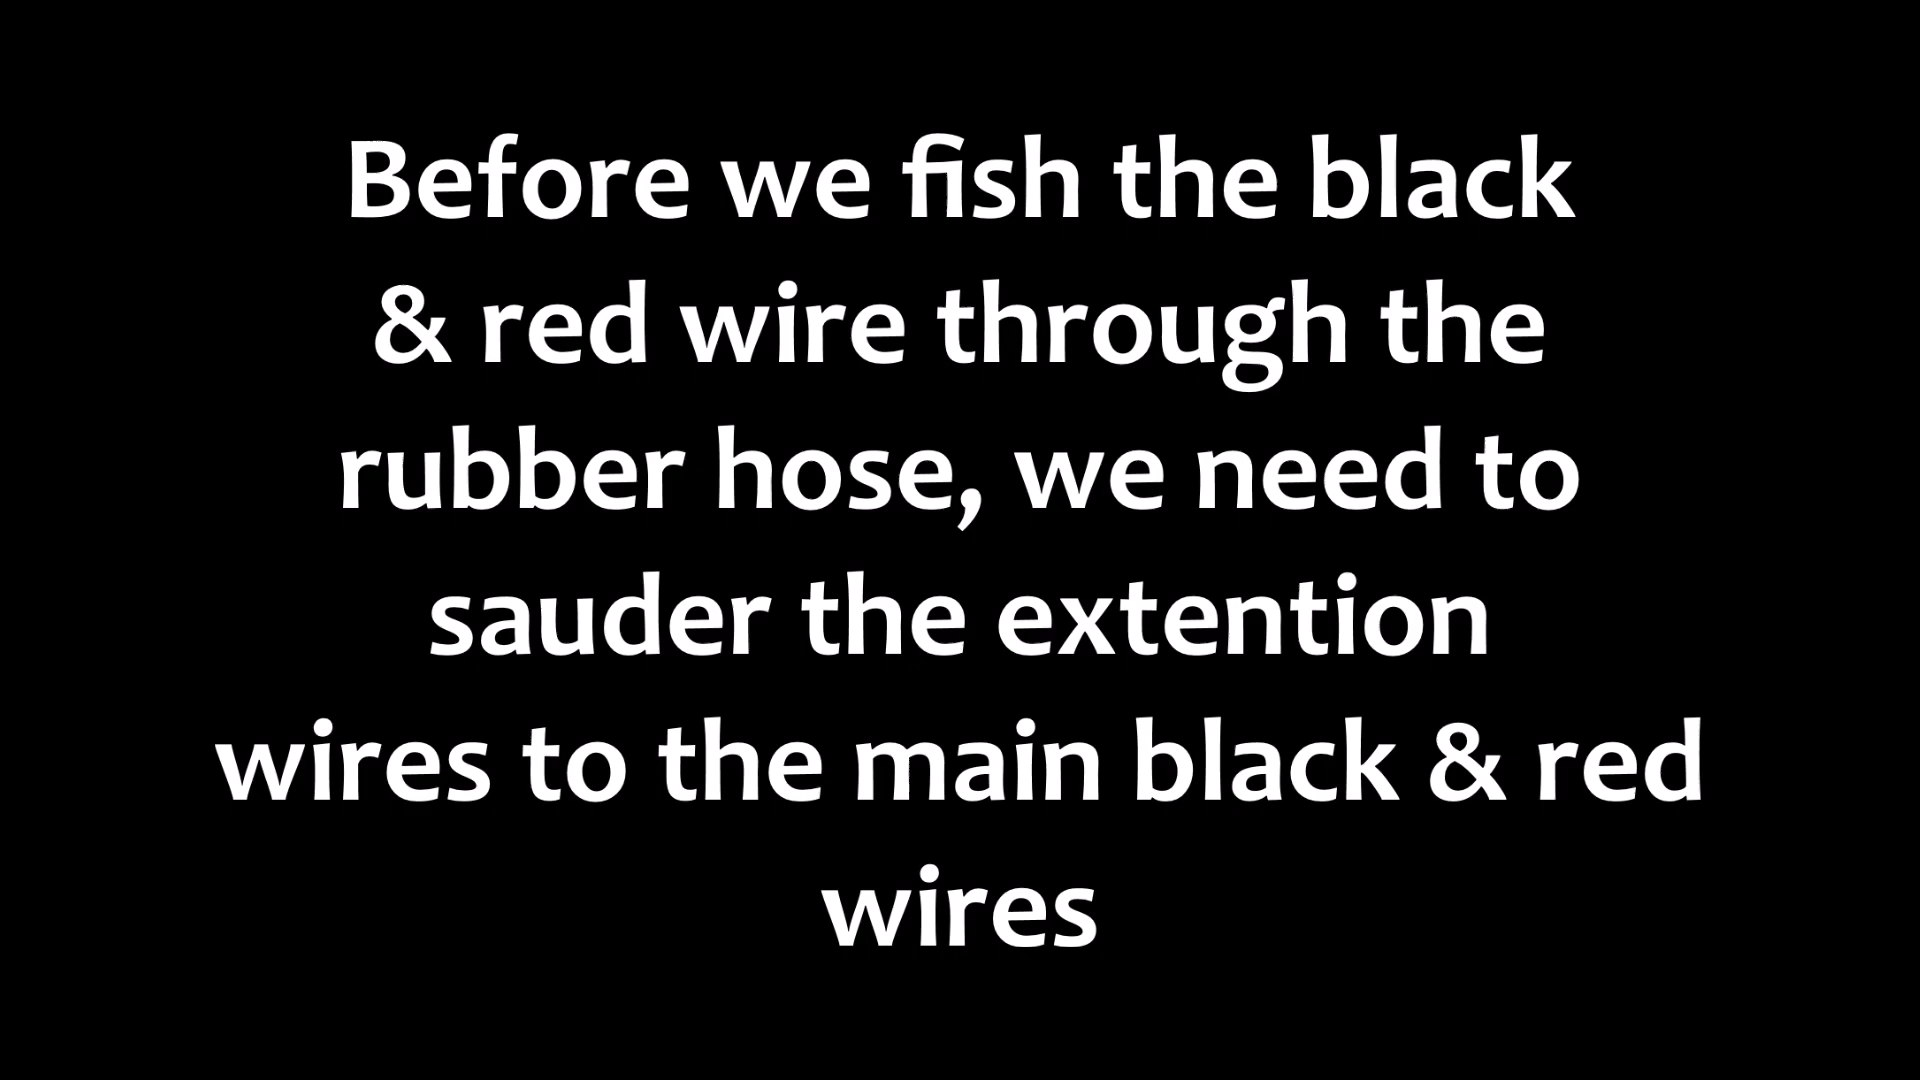 Before we fish the black
& red wire through the
rubber hose, we need to
sauder the extention
wires to the main black & red
wires